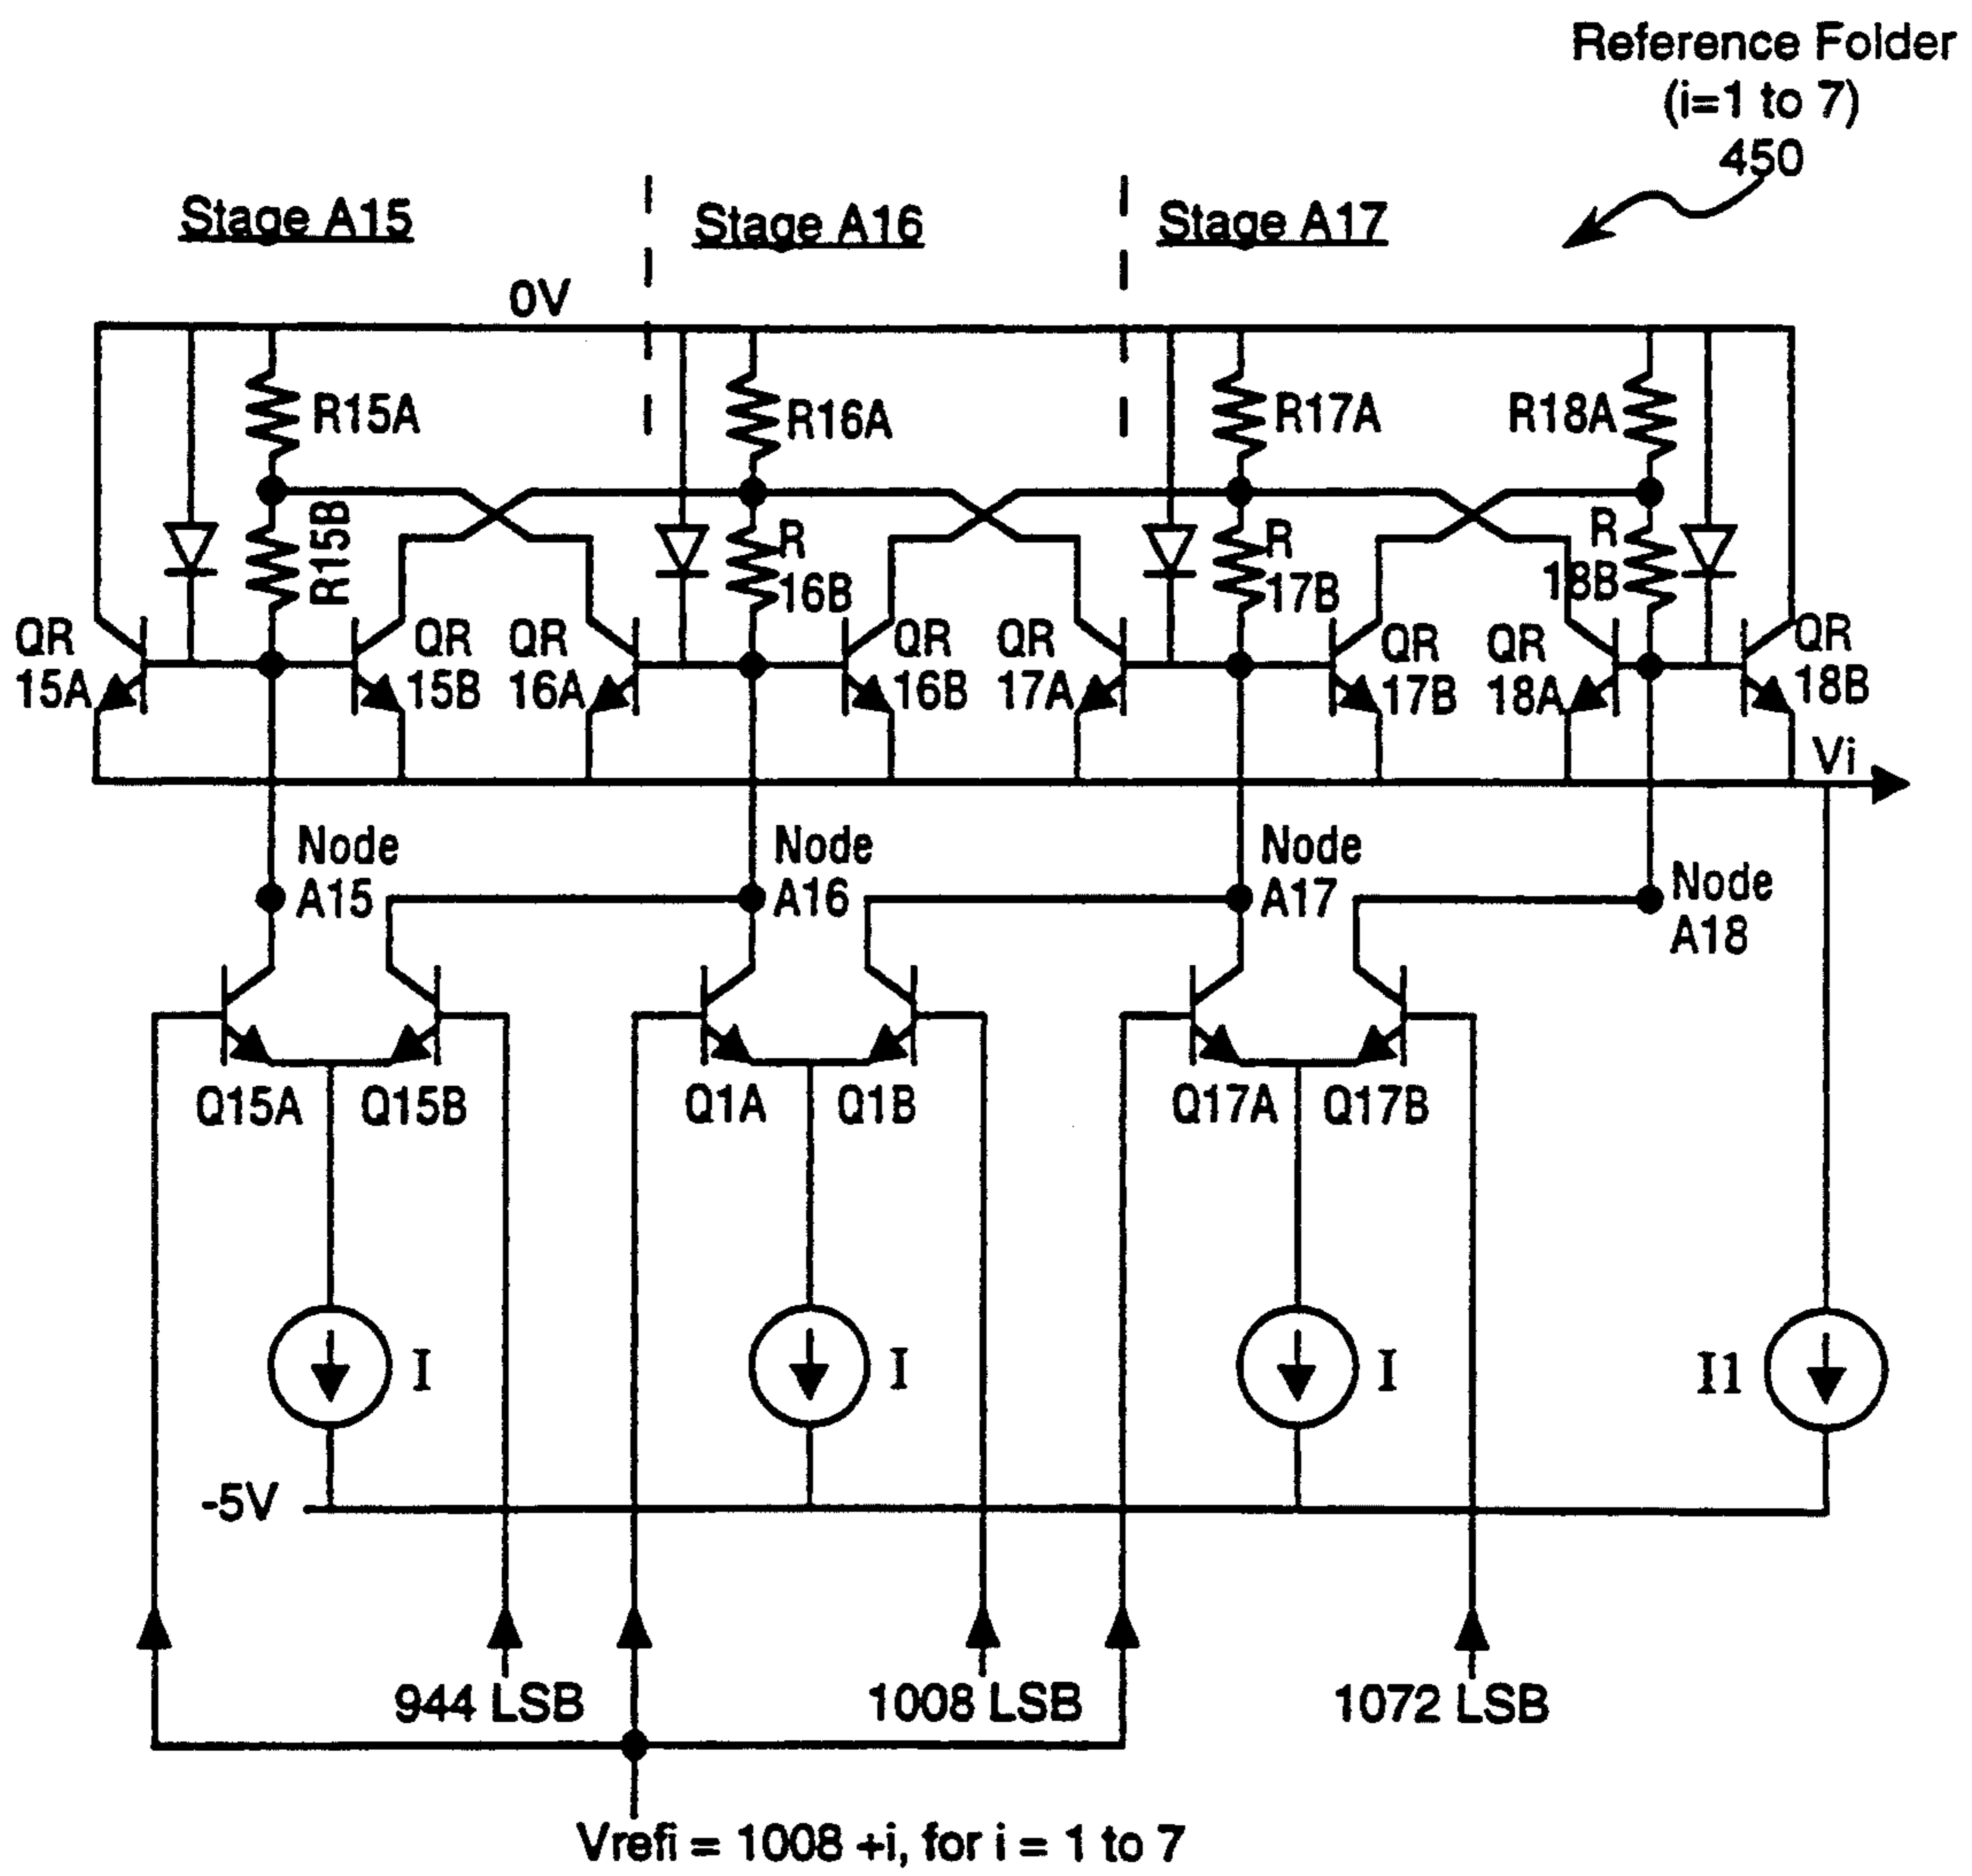 Reference Folder
(i=1 to 7)
450
Stage A15
Stage A16
Stage A17
0V
R15A
R16A
R17A
R18A
R15B
R
16B
R
17B
R
18B
QR
15A
QR
15B
QR
16A
QR
16B
QR
17A
QR
17B
QR
18A
QR
18B
Vi
Node
A15
Node
A16
Node
A17
Node
A18
Q15A
Q15B
Q1A
Q1B
Q17A
Q17B
I
I
I
I1
-5V
944 LSB
1008 LSB
1072 LSB
Vrefi = 1008 +i, for i = 1 to 7